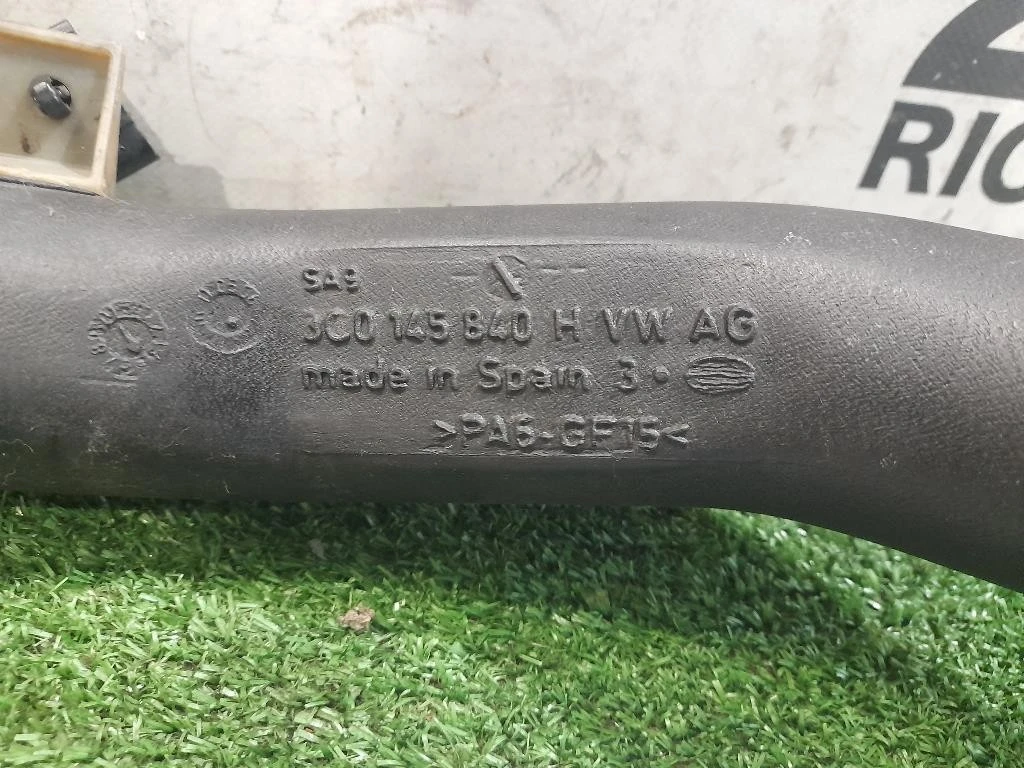 RIC
SA9
3C0 145 840 H VW AG
made in Spain 3
>PA6-GF15<